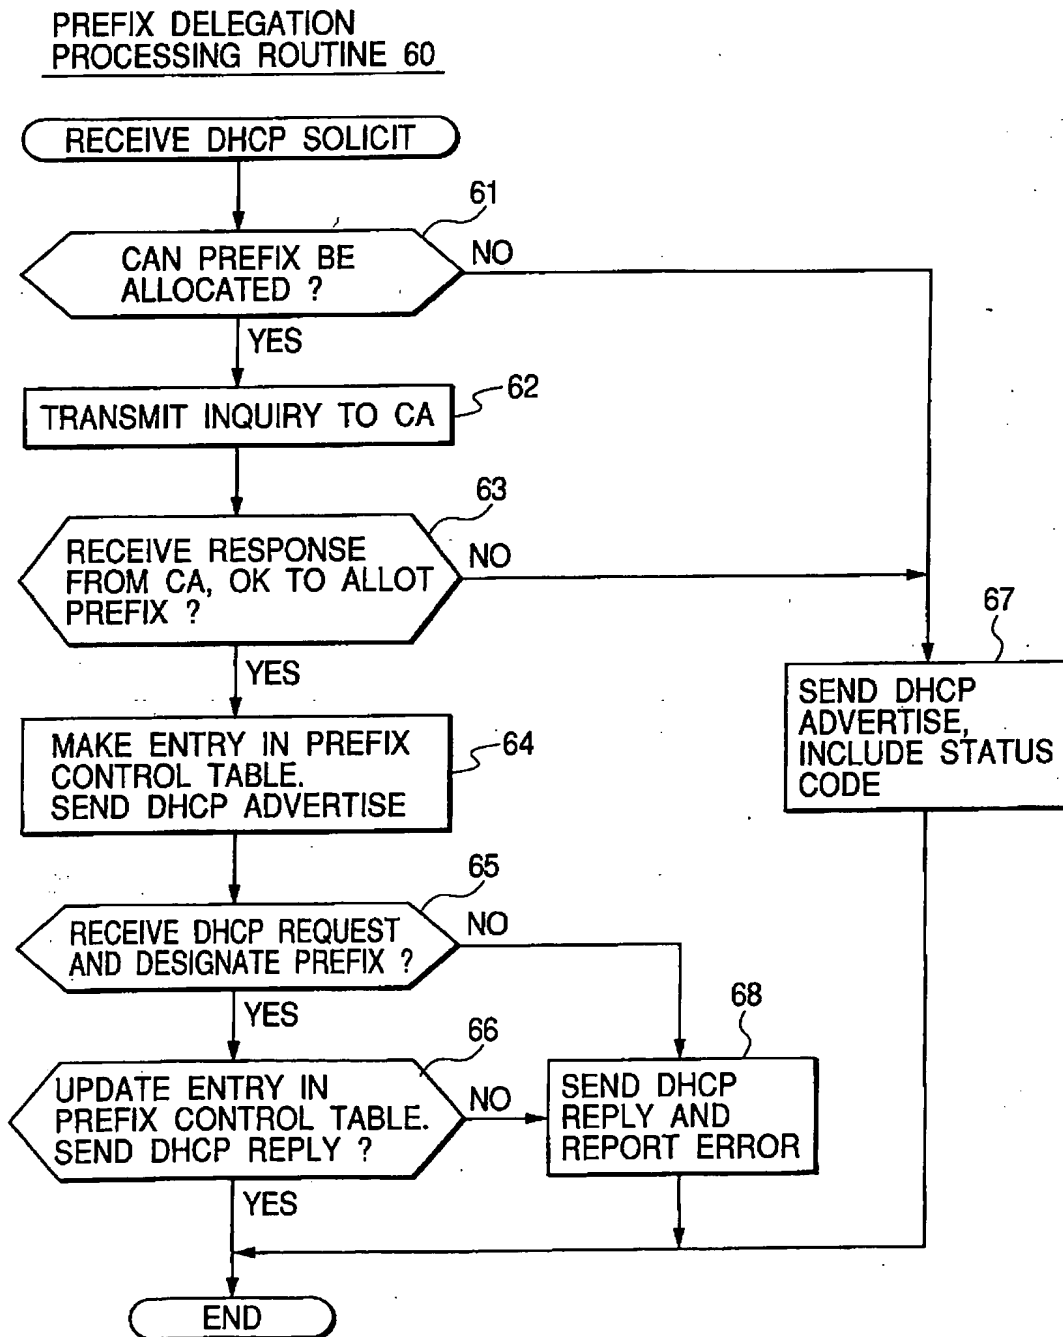 PREFIX DELEGATION
PROCESSING ROUTINE 60
RECEIVE DHCP SOLICIT
61
CAN PREFIX BE
ALLOCATED ?
NO
YES
62
TRANSMIT INQUIRY TO CA
63
RECEIVE RESPONSE
FROM CA, OK TO ALLOT
PREFIX ?
NO
YES
67
SEND DHCP
ADVERTISE,
INCLUDE STATUS
CODE
64
MAKE ENTRY IN PREFIX
CONTROL TABLE.
SEND DHCP ADVERTISE
65
RECEIVE DHCP REQUEST
AND DESIGNATE PREFIX ?
NO
YES
66
UPDATE ENTRY IN
PREFIX CONTROL TABLE.
SEND DHCP REPLY ?
NO
YES
68
SEND DHCP
REPLY AND
REPORT ERROR
END